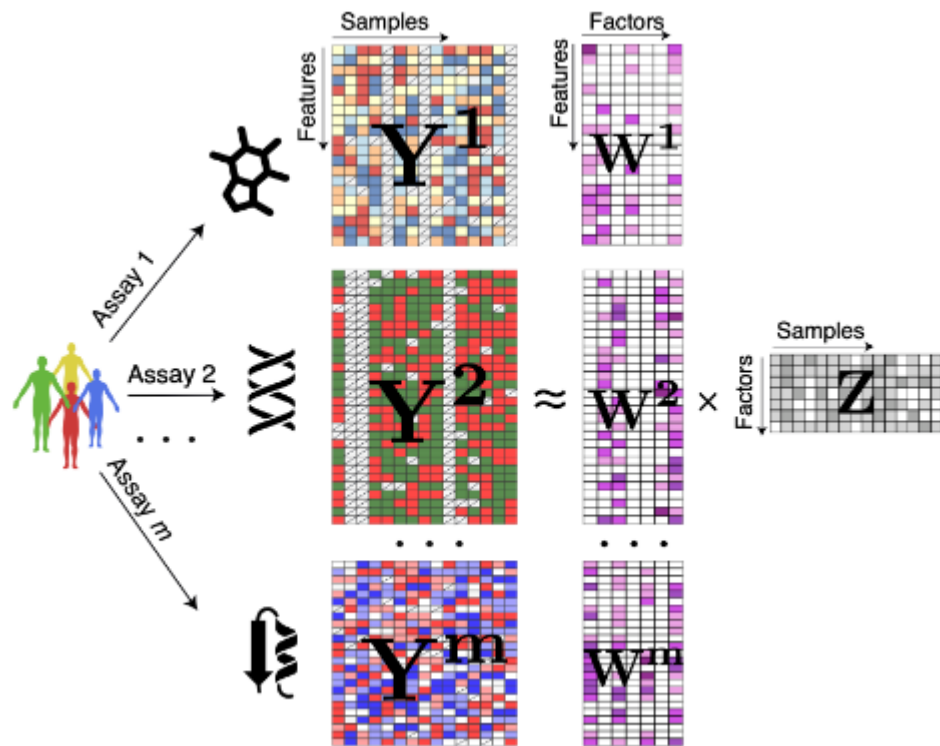 Samples
Factors
Features
Y1
Features
W1
Assay 1
Assay 2
. . .
Assay m
Y2
≈
W2
×
Samples
Factors
Z
. . .
. . .
Ym
Wm